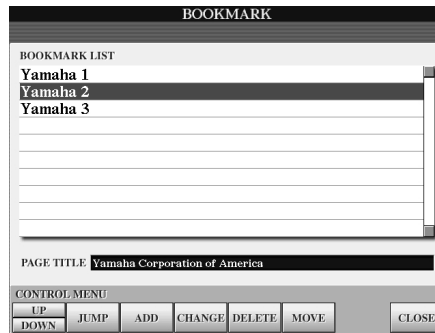 BOOKMARK
BOOKMARK LIST
Yamaha 1
Yamaha 2
Yamaha 3
PAGE TITLE Yamaha Corporation of America
CONTROL MENU
UP
DOWN
JUMP ADD CHANGE DELETE MOVE CLOSE